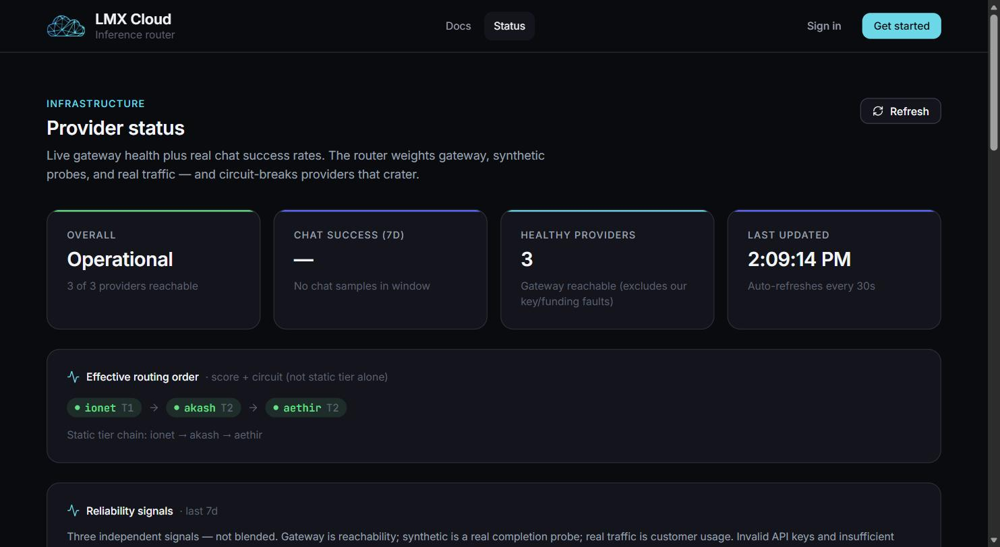 LMX Cloud
Inference router
Docs
Status
Sign in
Get started
INFRASTRUCTURE
Provider status
Refresh
Live gateway health plus real chat success rates. The router weights gateway, synthetic
probes, and real traffic — and circuit-breaks providers that crater.
OVERALL
Operational
3 of 3 providers reachable
CHAT SUCCESS (7D)
—
No chat samples in window
HEALTHY PROVIDERS
3
Gateway reachable (excludes our
key/funding faults)
LAST UPDATED
2:09:14 PM
Auto-refreshes every 30s
Effective routing order · score + circuit (not static tier alone)
ionet T1 → akash T2 → aethir T2
Static tier chain: ionet → akash → aethir
Reliability signals · last 7d
Three independent signals — not blended. Gateway is reachability; synthetic is a real completion probe; real traffic is customer usage. Invalid API keys and insufficient